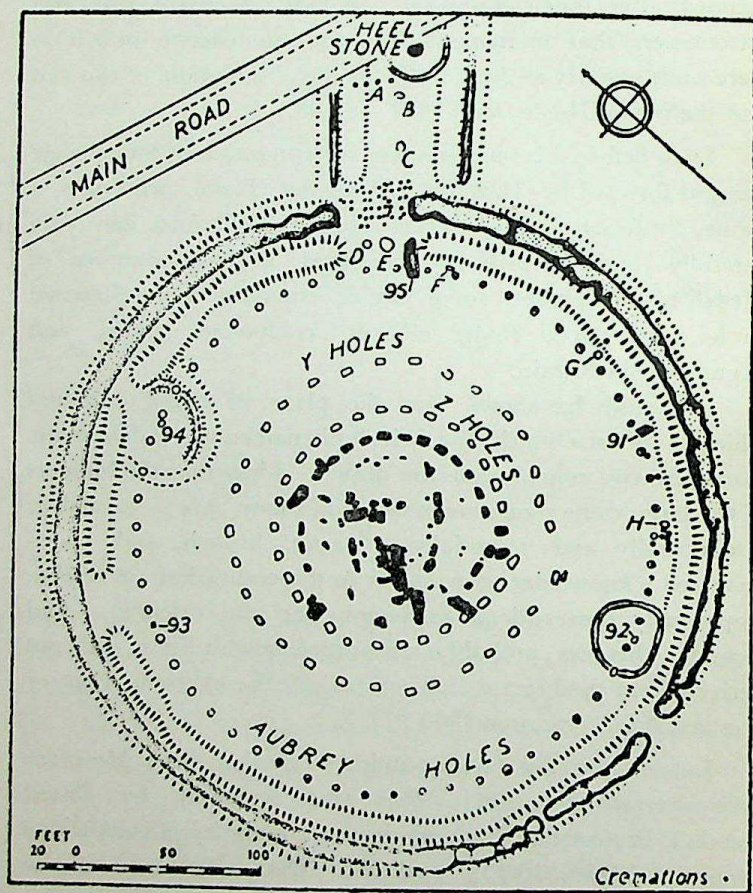 HEEL
STONE
A
B
C
MAIN ROAD
D
E
F
95
G
Y HOLES
Z HOLES
91
94
H
92
93
AUBREY HOLES
FEET
20 0 50 100
Cremations •